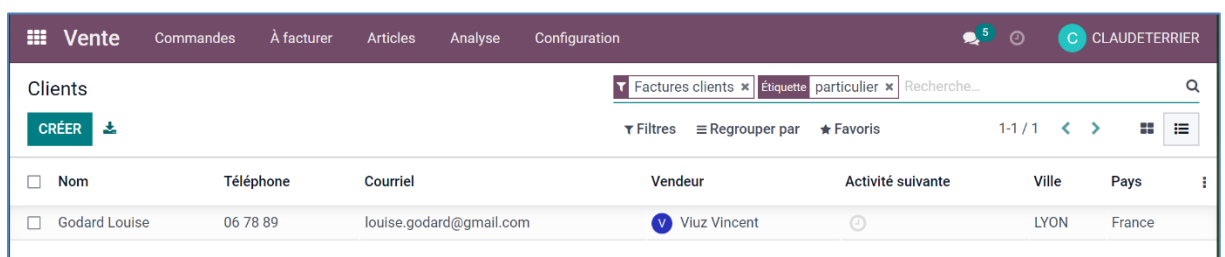 Vente Commandes À facturer Articles Analyse Configuration 5 C CLAUDETERRIER
Clients Factures clients × Étiquette particulier × Recherche...
CRÉER Filtres Regrouper par Favoris 1-1 / 1
Nom Téléphone Courriel Vendeur Activité suivante Ville Pays
Godard Louise 06 78 89 louise.godard@gmail.com V Viuz Vincent LYON France